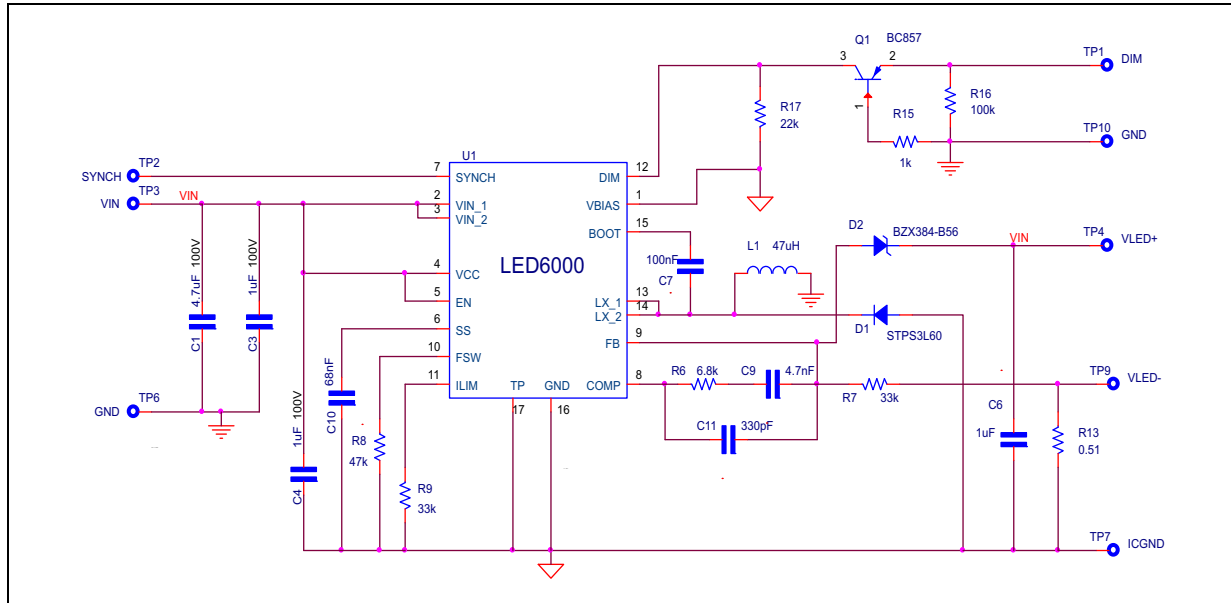 Q1 BC857
3 2
TP1 DIM
R17
22k
1
R15
1k
R16
100k
TP10 GND
U1
TP2
SYNCH
7 SYNCH
DIM 12
TP3
VIN
VIN
2 VIN_1
3 VIN_2
VBIAS 1
BOOT 15
D2
BZX384-B56
VIN
TP4
VLED+
L1 47uH
100nF
C7
4.7uF 100V
C1
1uF 100V
C3
4 VCC
5 EN
LED6000
LX_1 13
LX_2 14
D1
STPS3L60
6 SS
FB 9
10 FSW
11 ILIM
TP GND COMP 8
17 16
R6 6.8k
C9 4.7nF
R7
33k
TP9
VLED-
C11 330pF
C6
1uF
R13
0.51
TP6
GND
1uF 100V
C4
68nF
C10
R8
47k
R9
33k
TP7
ICGND